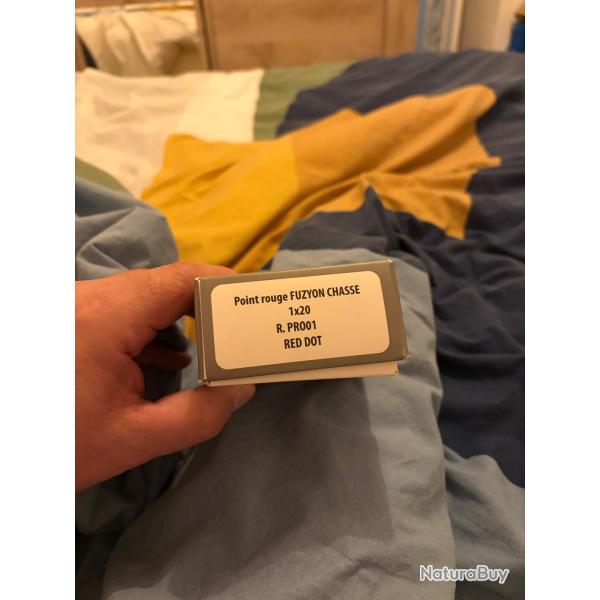 Point rouge FUZYON CHASSE
1x20
R. PRO01
RED DOT
NaturaBuy